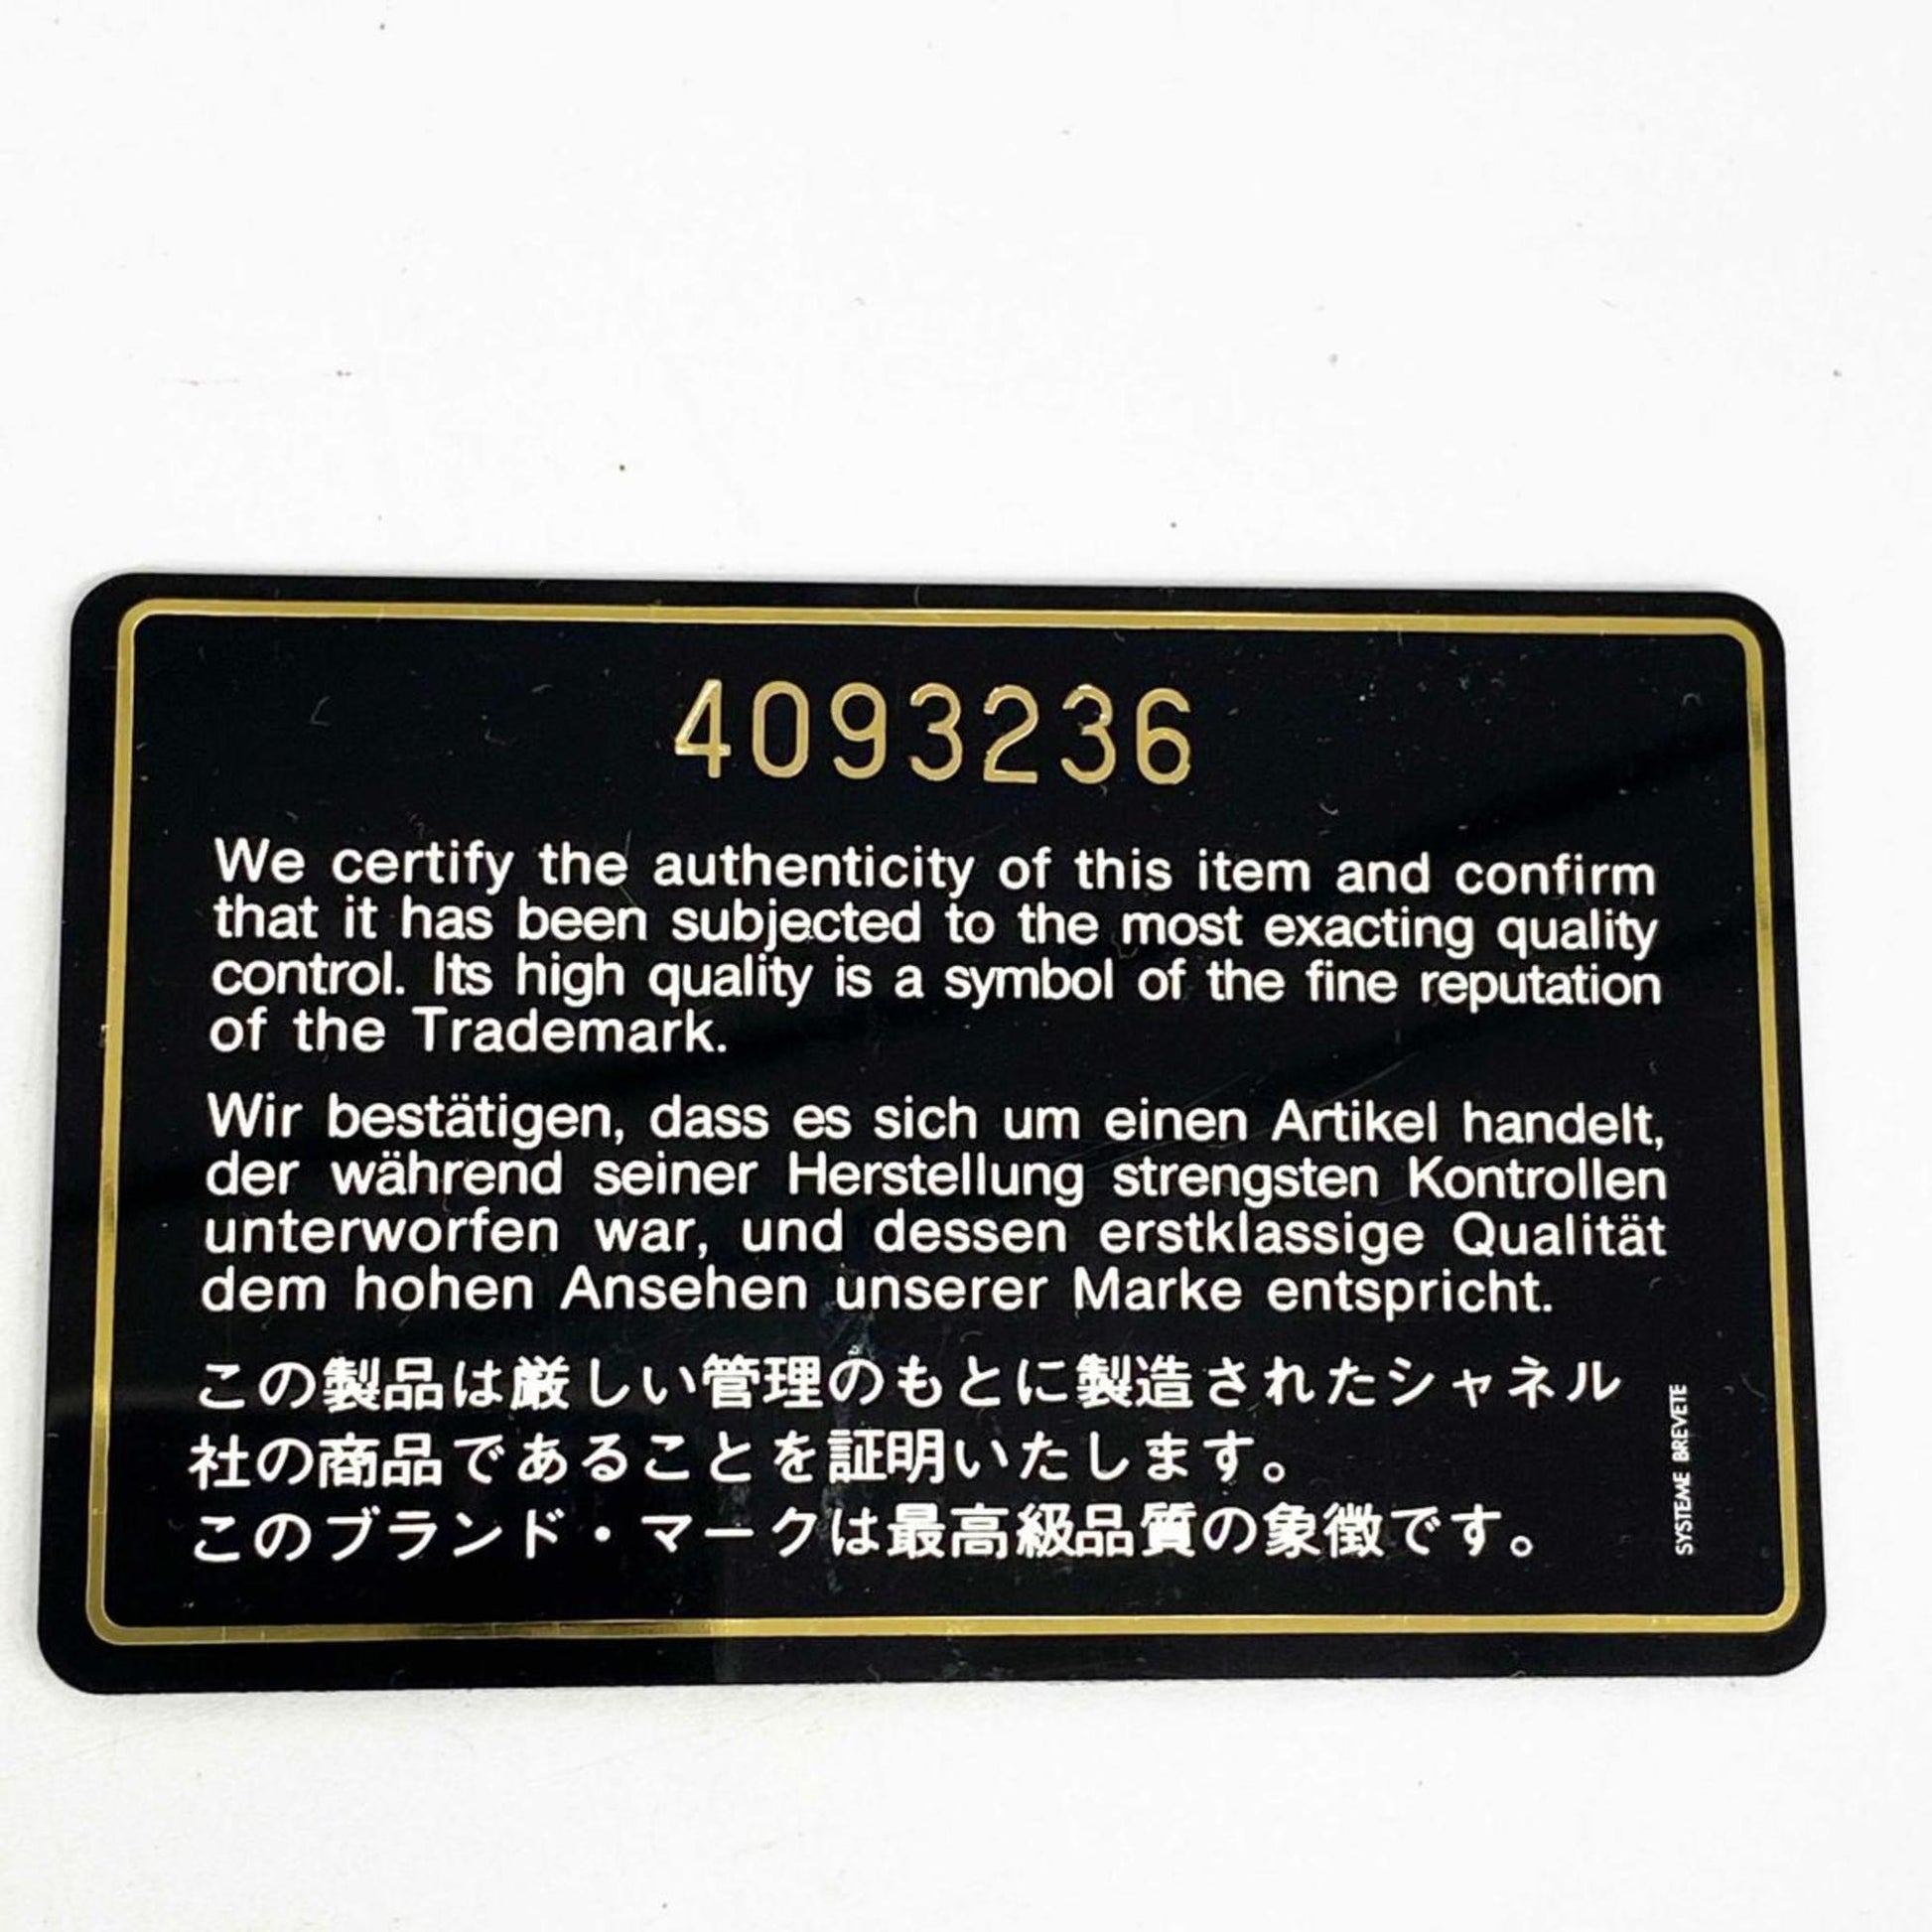 4093236
We certify the authenticity of this item and confirm
that it has been subjected to the most exacting quality
control. Its high quality is a symbol of the fine reputation
of the Trademark.
Wir bestätigen, dass es sich um einen Artikel handelt,
der während seiner Herstellung strengsten Kontrollen
unterworfen war, und dessen erstklassige Qualität
dem hohen Ansehen unserer Marke entspricht.
この製品は厳しい管理のもとに製造されたシャネル
社の商品であることを証明いたします。
このブランド・マークは最高級品質の象徴です。
SYSTEME BREVETE